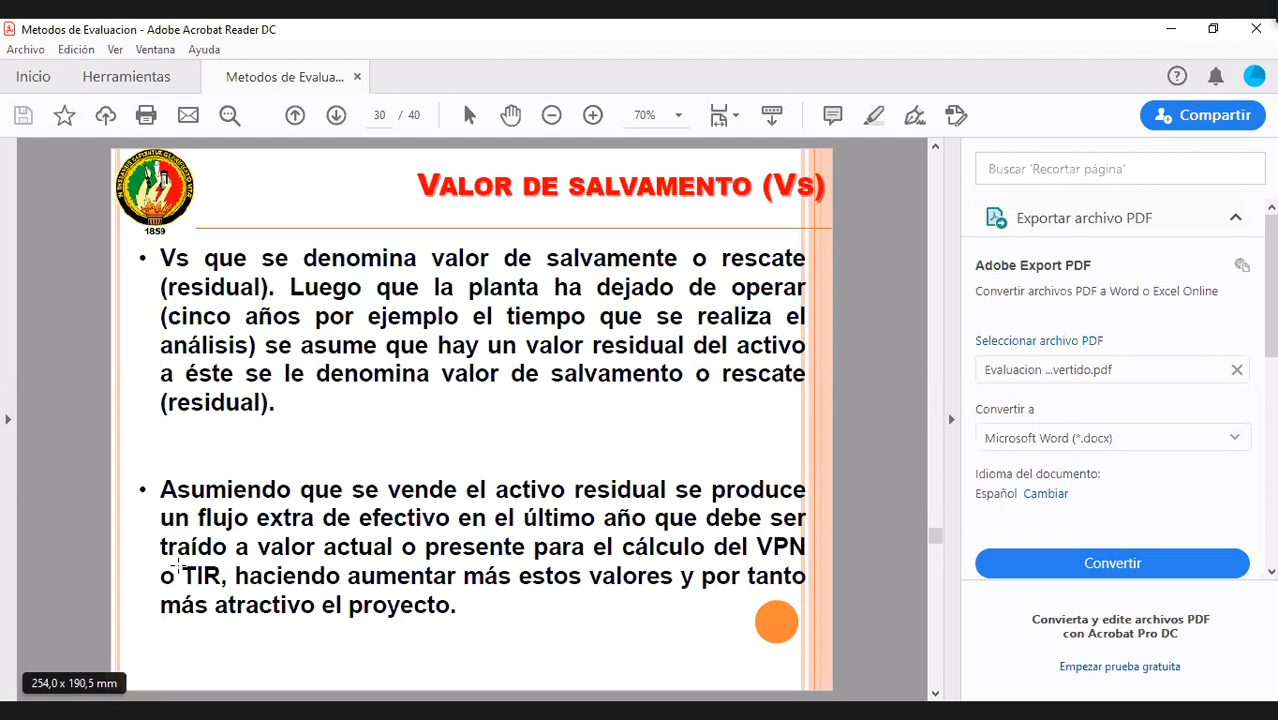 Metodos de Evaluacion - Adobe Acrobat Reader DC
Archivo Edición Ver Ventana Ayuda
Inicio Herramientas Metodos de Evalua... ×
30 / 40 70% Compartir
VALOR DE SALVAMENTO (VS)
1859
• Vs que se denomina valor de salvamente o rescate
(residual). Luego que la planta ha dejado de operar
(cinco años por ejemplo el tiempo que se realiza el
análisis) se asume que hay un valor residual del activo
a éste se le denomina valor de salvamento o rescate
(residual).
• Asumiendo que se vende el activo residual se produce
un flujo extra de efectivo en el último año que debe ser
traído a valor actual o presente para el cálculo del VPN
o TIR, haciendo aumentar más estos valores y por tanto
más atractivo el proyecto.
254,0 x 190,5 mm
Buscar 'Recortar página'
Exportar archivo PDF
Adobe Export PDF
Convertir archivos PDF a Word o Excel Online
Seleccionar archivo PDF
Evaluacion ...vertido.pdf
Convertir a
Microsoft Word (*.docx)
Idioma del documento:
Español Cambiar
Convertir
Convierta y edite archivos PDF
con Acrobat Pro DC
Empezar prueba gratuita